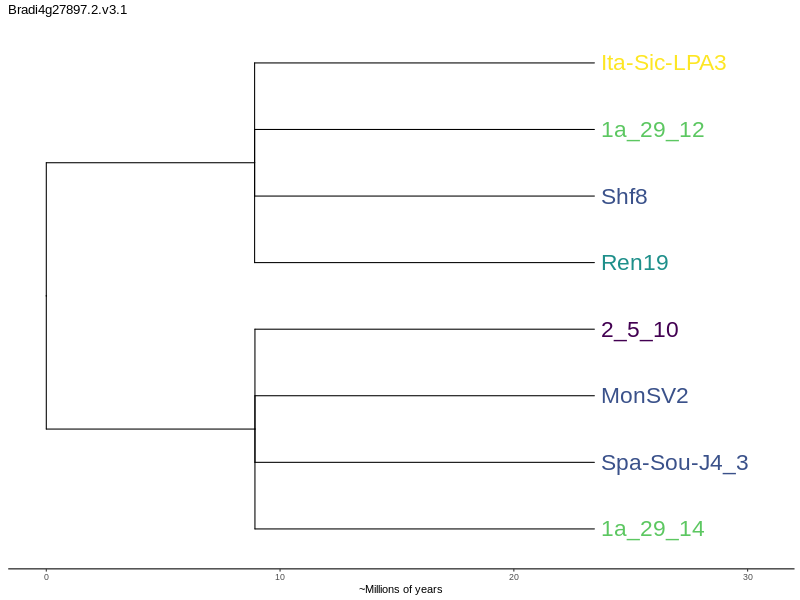 Bradi4g27897.2.v3.1
Ita-Sic-LPA3
1a_29_12
Shf8
Ren19
2_5_10
MonSV2
Spa-Sou-J4_3
1a_29_14
0 10 20 30
~Millions of years